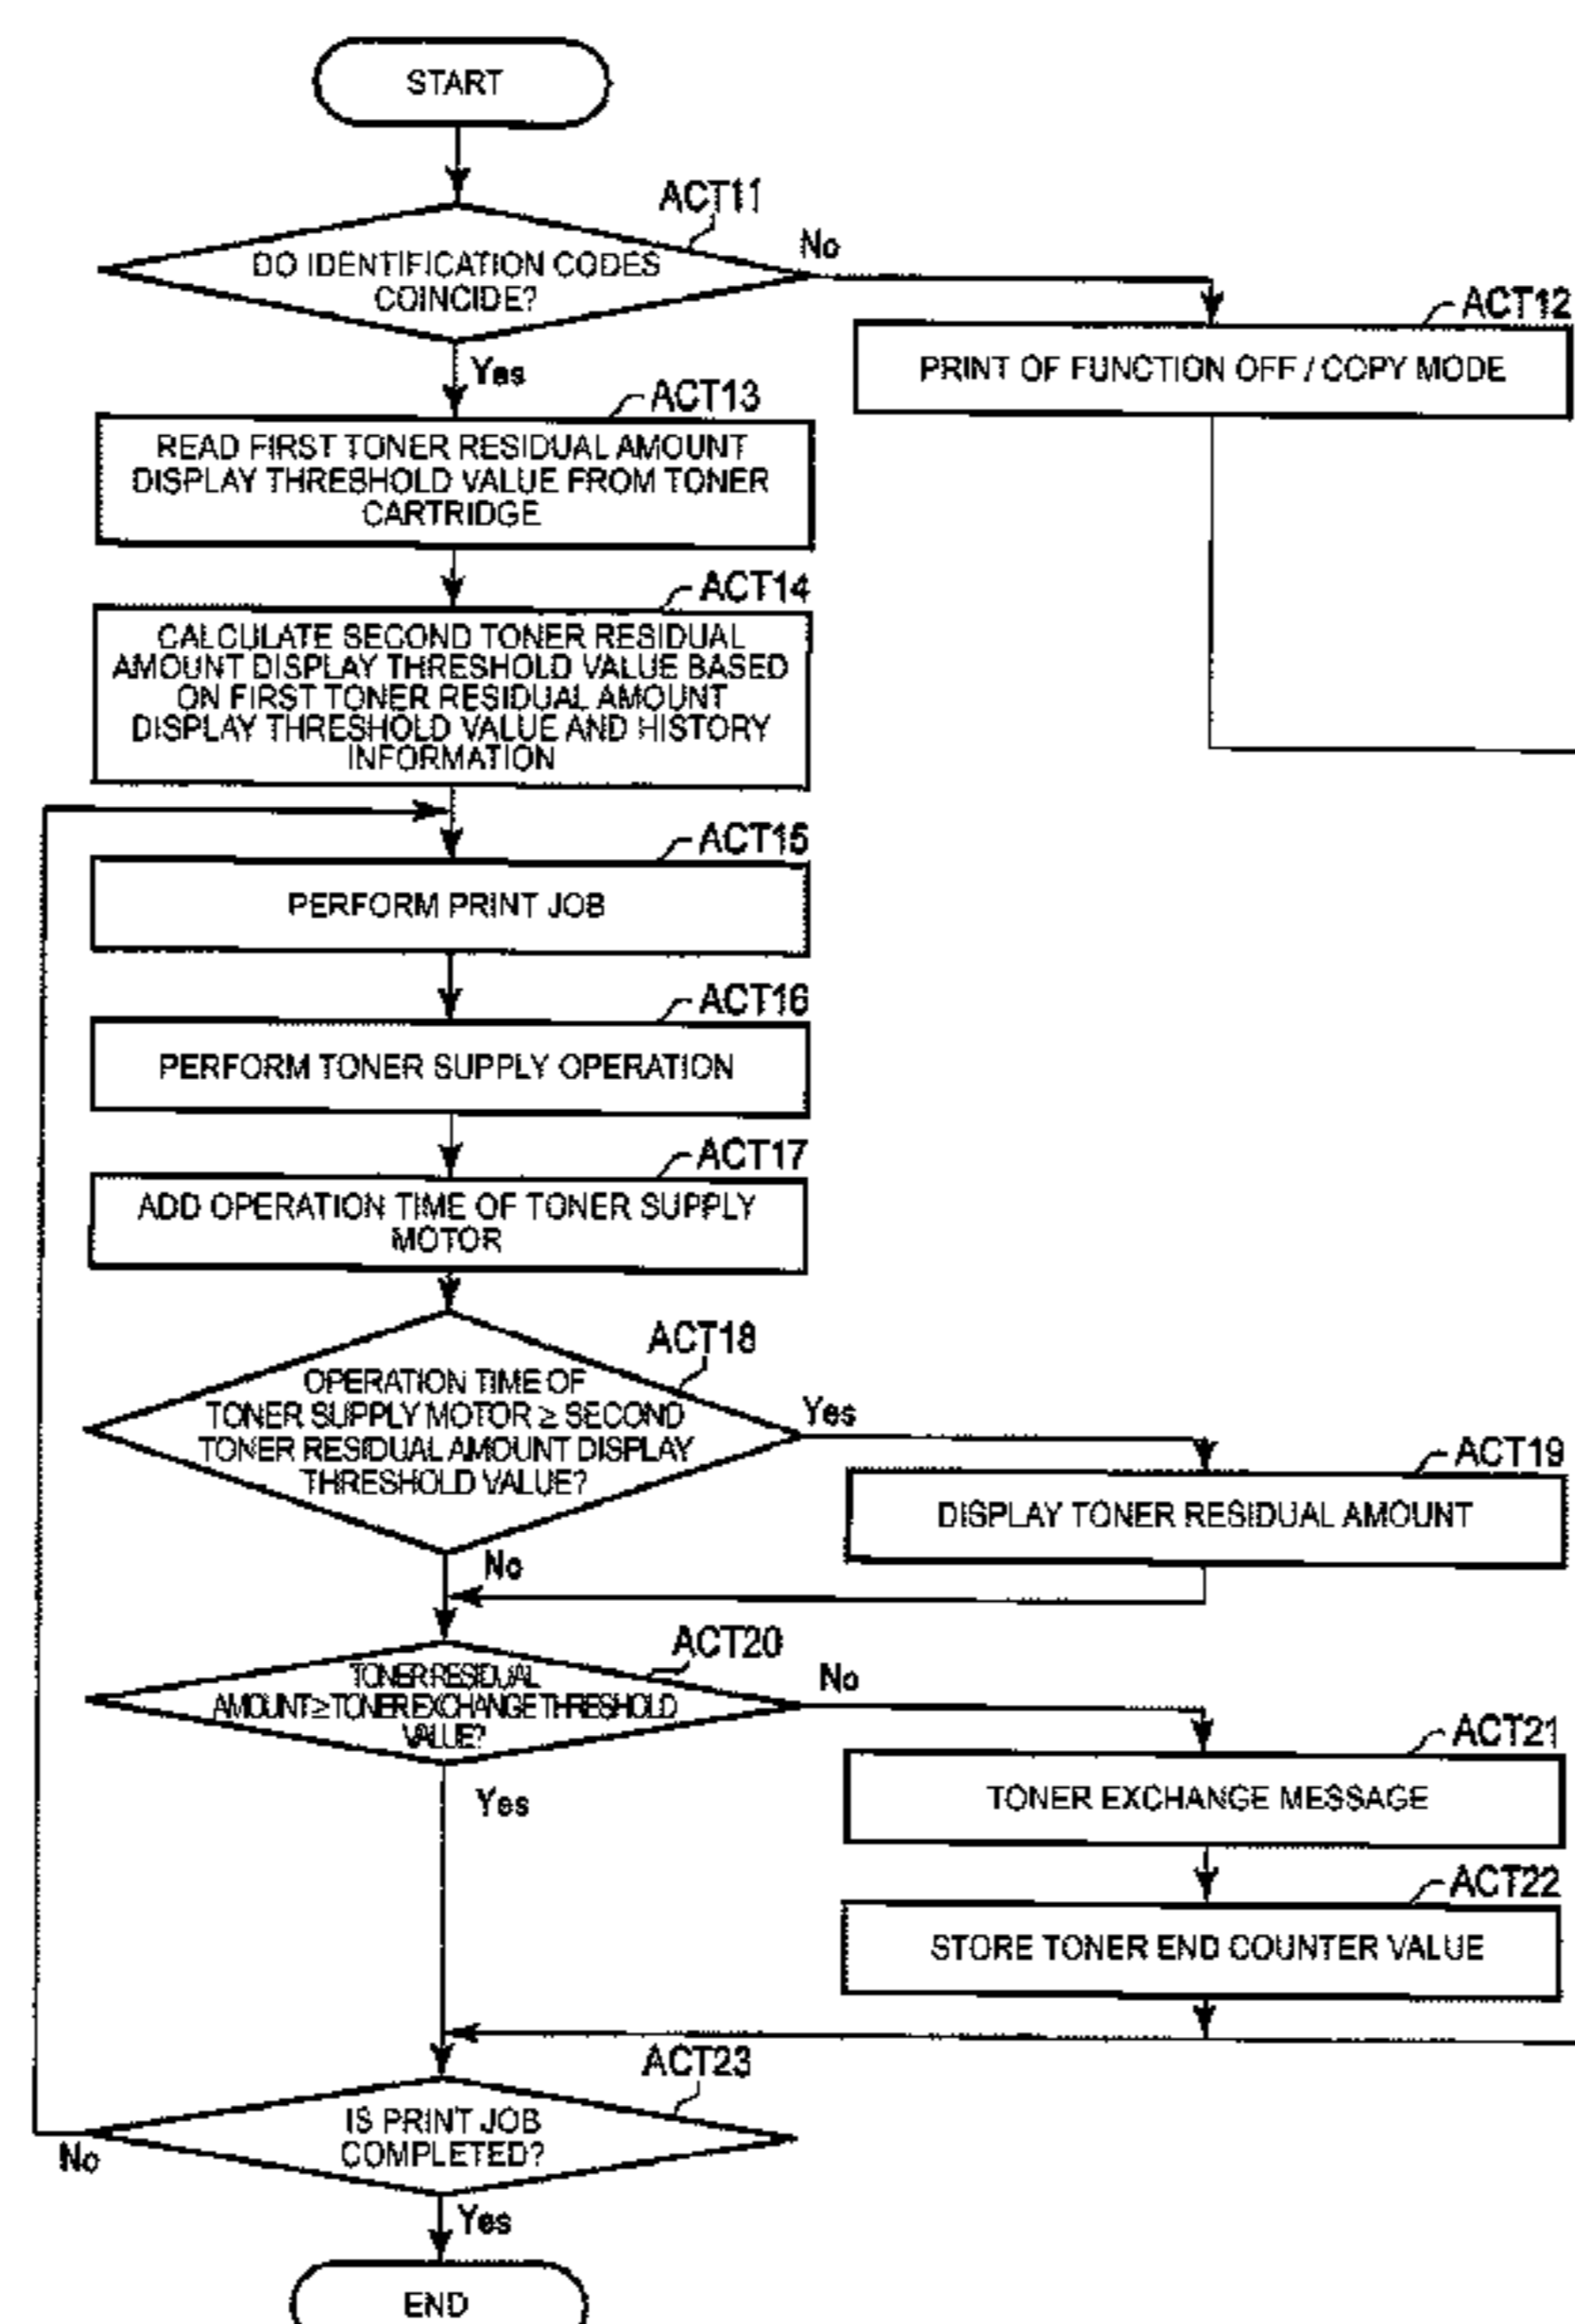 START
ACT11
DO IDENTIFICATION CODES
COINCIDE?
No
ACT12
PRINT OF FUNCTION OFF / COPY MODE
Yes
ACT13
READ FIRST TONER RESIDUAL AMOUNT
DISPLAY THRESHOLD VALUE FROM TONER
CARTRIDGE
ACT14
CALCULATE SECOND TONER RESIDUAL
AMOUNT DISPLAY THRESHOLD VALUE BASED
ON FIRST TONER RESIDUAL AMOUNT
DISPLAY THRESHOLD VALUE AND HISTORY
INFORMATION
ACT15
PERFORM PRINT JOB
ACT16
PERFORM TONER SUPPLY OPERATION
ACT17
ADD OPERATION TIME OF TONER SUPPLY
MOTOR
ACT18
OPERATION TIME OF
TONER SUPPLY MOTOR ≥ SECOND
TONER RESIDUAL AMOUNT DISPLAY
THRESHOLD VALUE?
Yes
ACT19
DISPLAY TONER RESIDUAL AMOUNT
No
ACT20
TONER RESIDUAL
AMOUNT ≥ TONER EXCHANGE THRESHOLD
VALUE?
No
ACT21
TONER EXCHANGE MESSAGE
Yes
ACT22
STORE TONER END COUNTER VALUE
ACT23
IS PRINT JOB
COMPLETED?
No
Yes
END